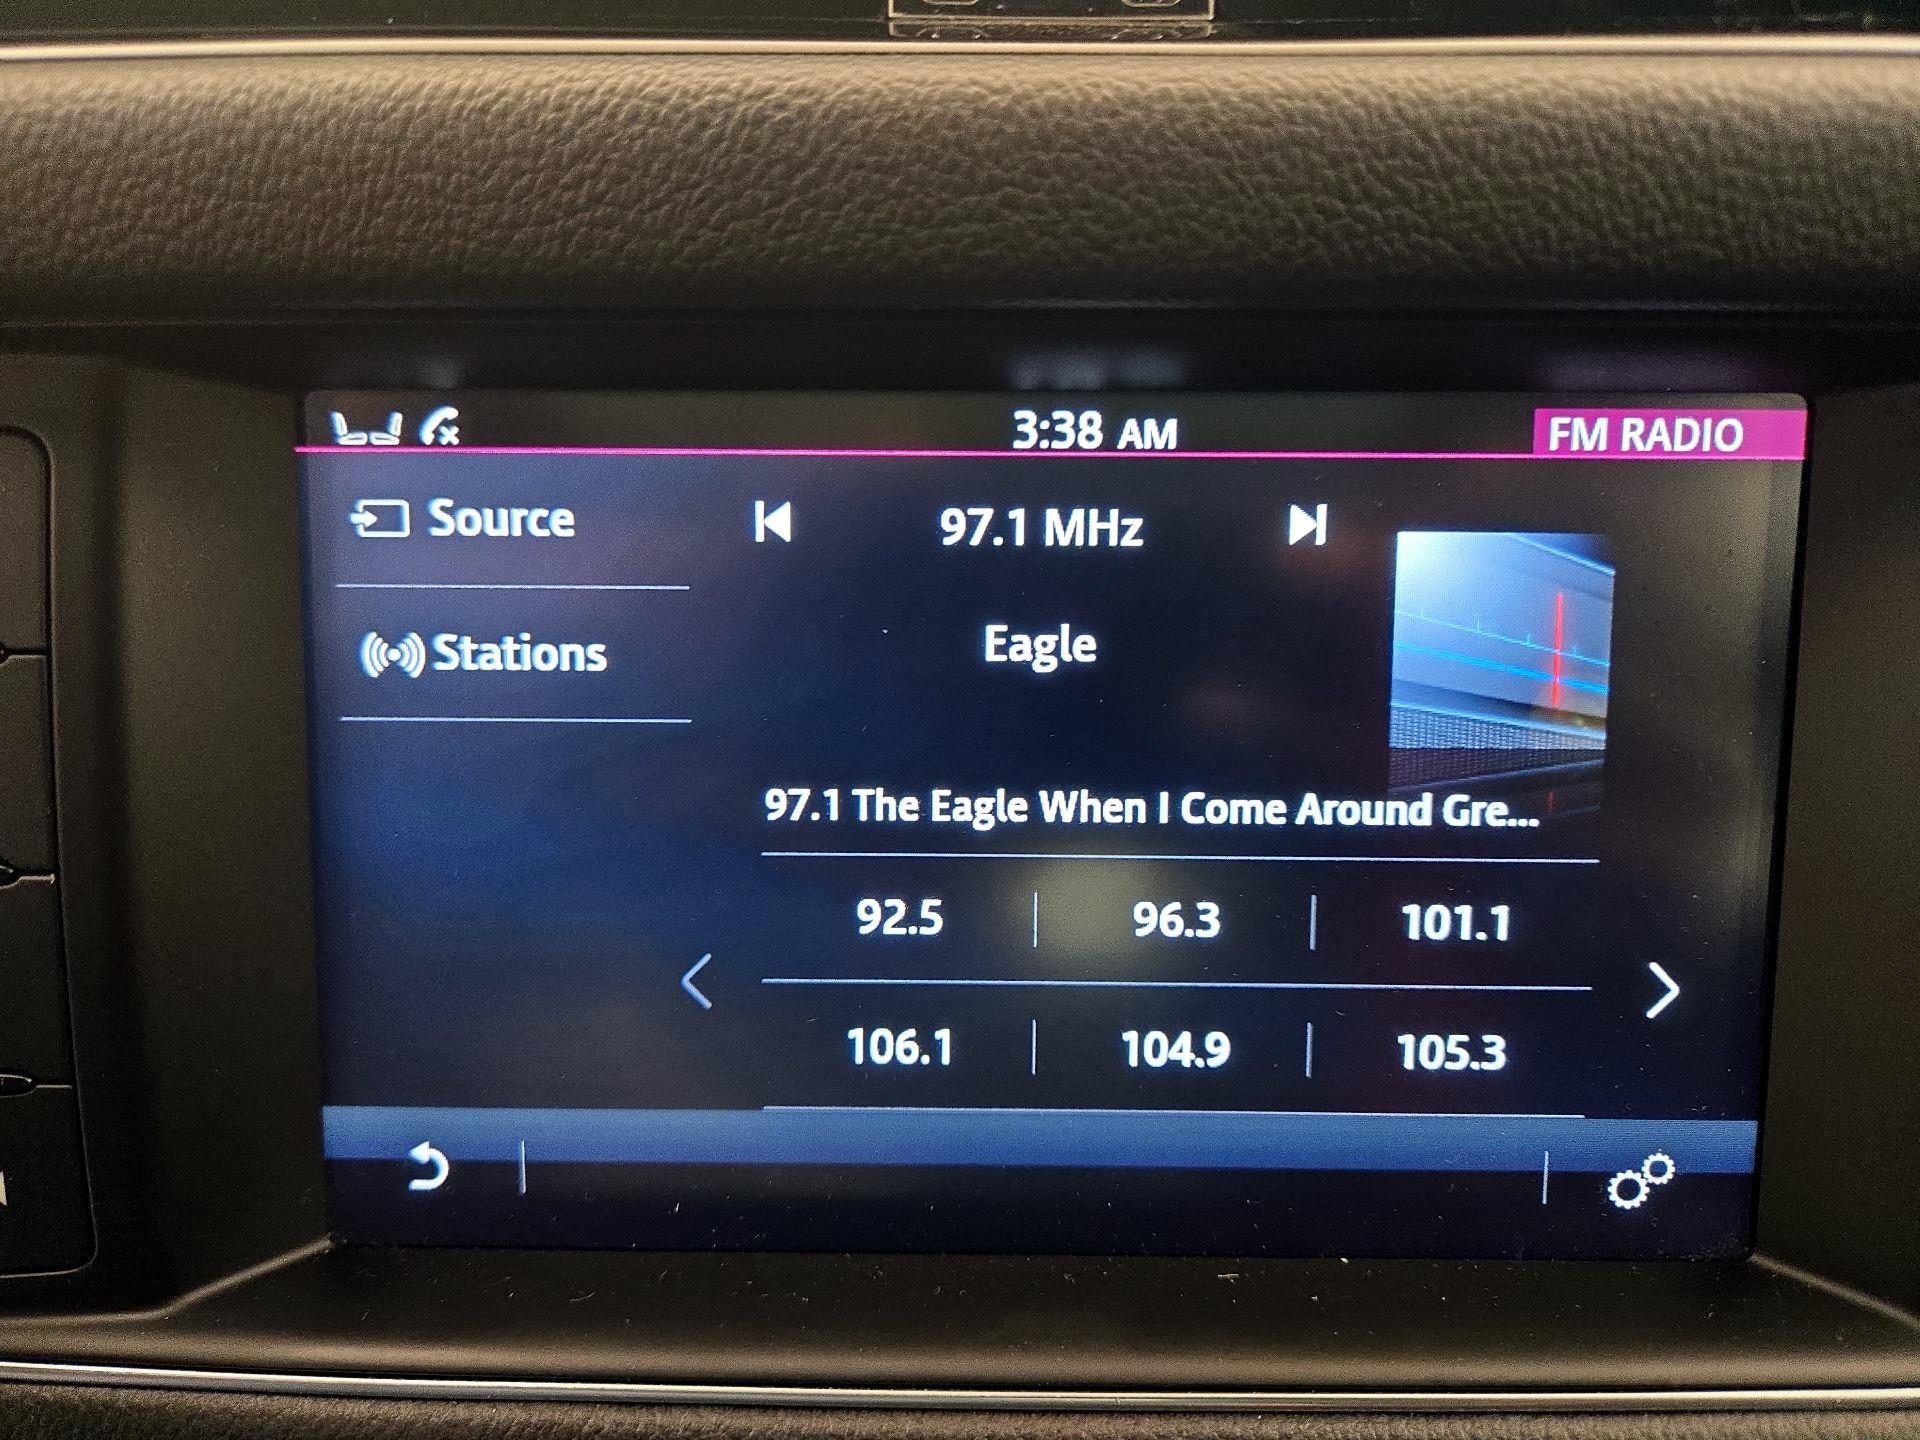 3:38 AM
FM RADIO
Source
97.1 MHz
Stations
Eagle
97.1 The Eagle When I Come Around Gre...
92.5
96.3
101.1
106.1
104.9
105.3